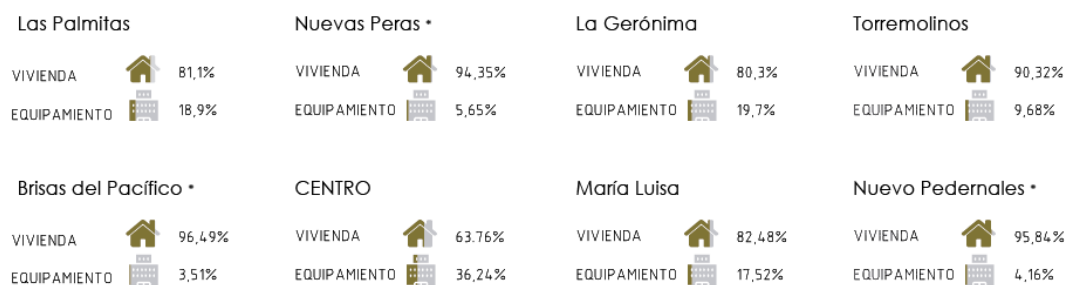 Las Palmitas Nuevas Peras * La Gerónima Torremolinos
VIVIENDA 81,1% VIVIENDA 94,35% VIVIENDA 80,3% VIVIENDA 90,32%
EQUIPAMIENTO 18,9% EQUIPAMIENTO 5,65% EQUIPAMIENTO 19,7% EQUIPAMIENTO 9,68%
Brisas del Pacífico * CENTRO María Luisa Nuevo Pedernales *
VIVIENDA 96,49% VIVIENDA 63.76% VIVIENDA 82,48% VIVIENDA 95,84%
EQUIPAMIENTO 3,51% EQUIPAMIENTO 36,24% EQUIPAMIENTO 17,52% EQUIPAMIENTO 4,16%